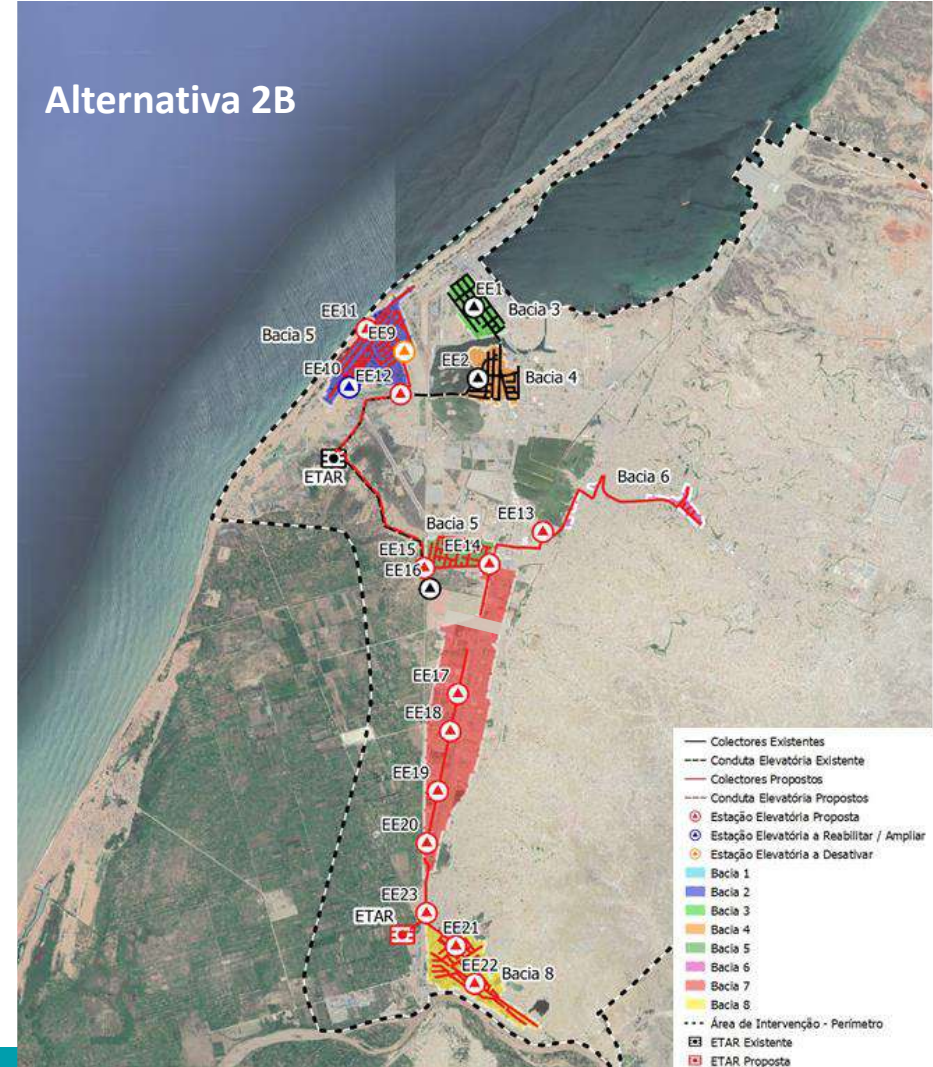 Alternativa 2B
EE1
Bacia 3
EE11
Bacia 5
EE9
EE2
EE10
EE12
Bacia 4
ETAR
Bacia 6
EE13
Bacia 5
EE15
EE14
EE16
EE17
EE18
EE19
EE20
EE23
ETAR
EE21
EE22
Bacia 8
Colectores Existentes
Conduta Elevatória Existente
Colectores Propostos
Conduta Elevatória Propostos
Estação Elevatória Proposta
Estação Elevatória a Reabilitar / Ampliar
Estação Elevatória a Desativar
Bacia 1
Bacia 2
Bacia 3
Bacia 4
Bacia 5
Bacia 6
Bacia 7
Bacia 8
Área de Intervenção - Perímetro
ETAR Existente
ETAR Proposta